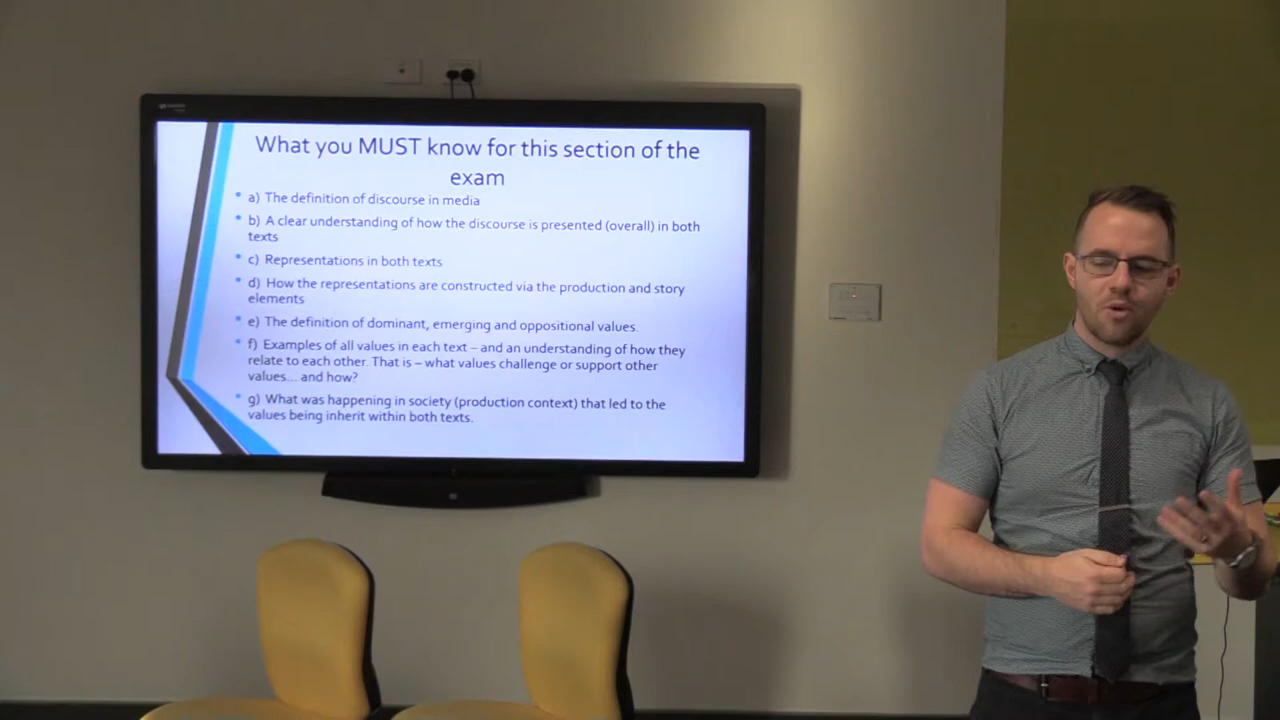 What you MUST know for this section of the
exam
a) The definition of discourse in media
b) A clear understanding of how the discourse is presented (overall) in both
texts
c) Representations in both texts
d) How the representations are constructed via the production and story
elements
e) The definition of dominant, emerging and oppositional values.
f) Examples of all values in each text – and an understanding of how they
relate to each other. That is – what values challenge or support other
values... and how?
g) What was happening in society (production context) that led to the
values being inherit within both texts.